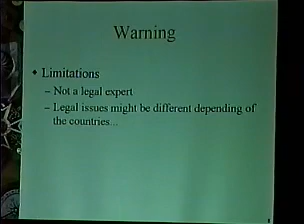 Warning
• Limitations
– Not a legal expert
– Legal issues might be different depending of
the countries...